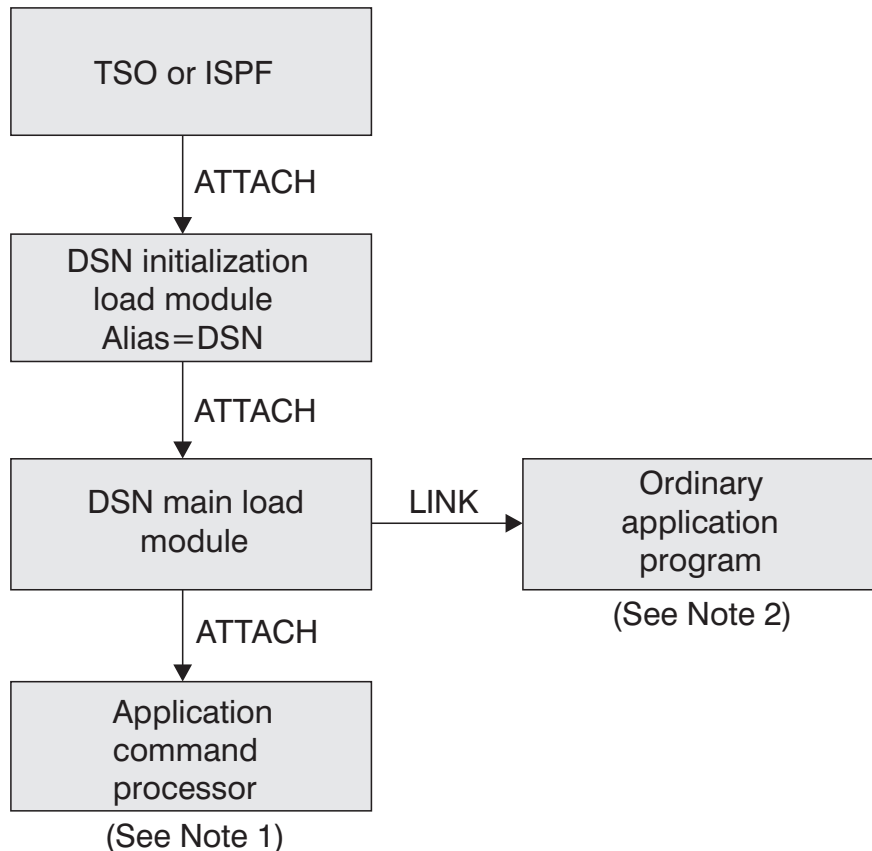 TSO or ISPF
ATTACH
DSN initialization
load module
Alias=DSN
ATTACH
DSN main load
module
LINK
Ordinary
application
program
(See Note 2)
ATTACH
Application
command
processor
(See Note 1)